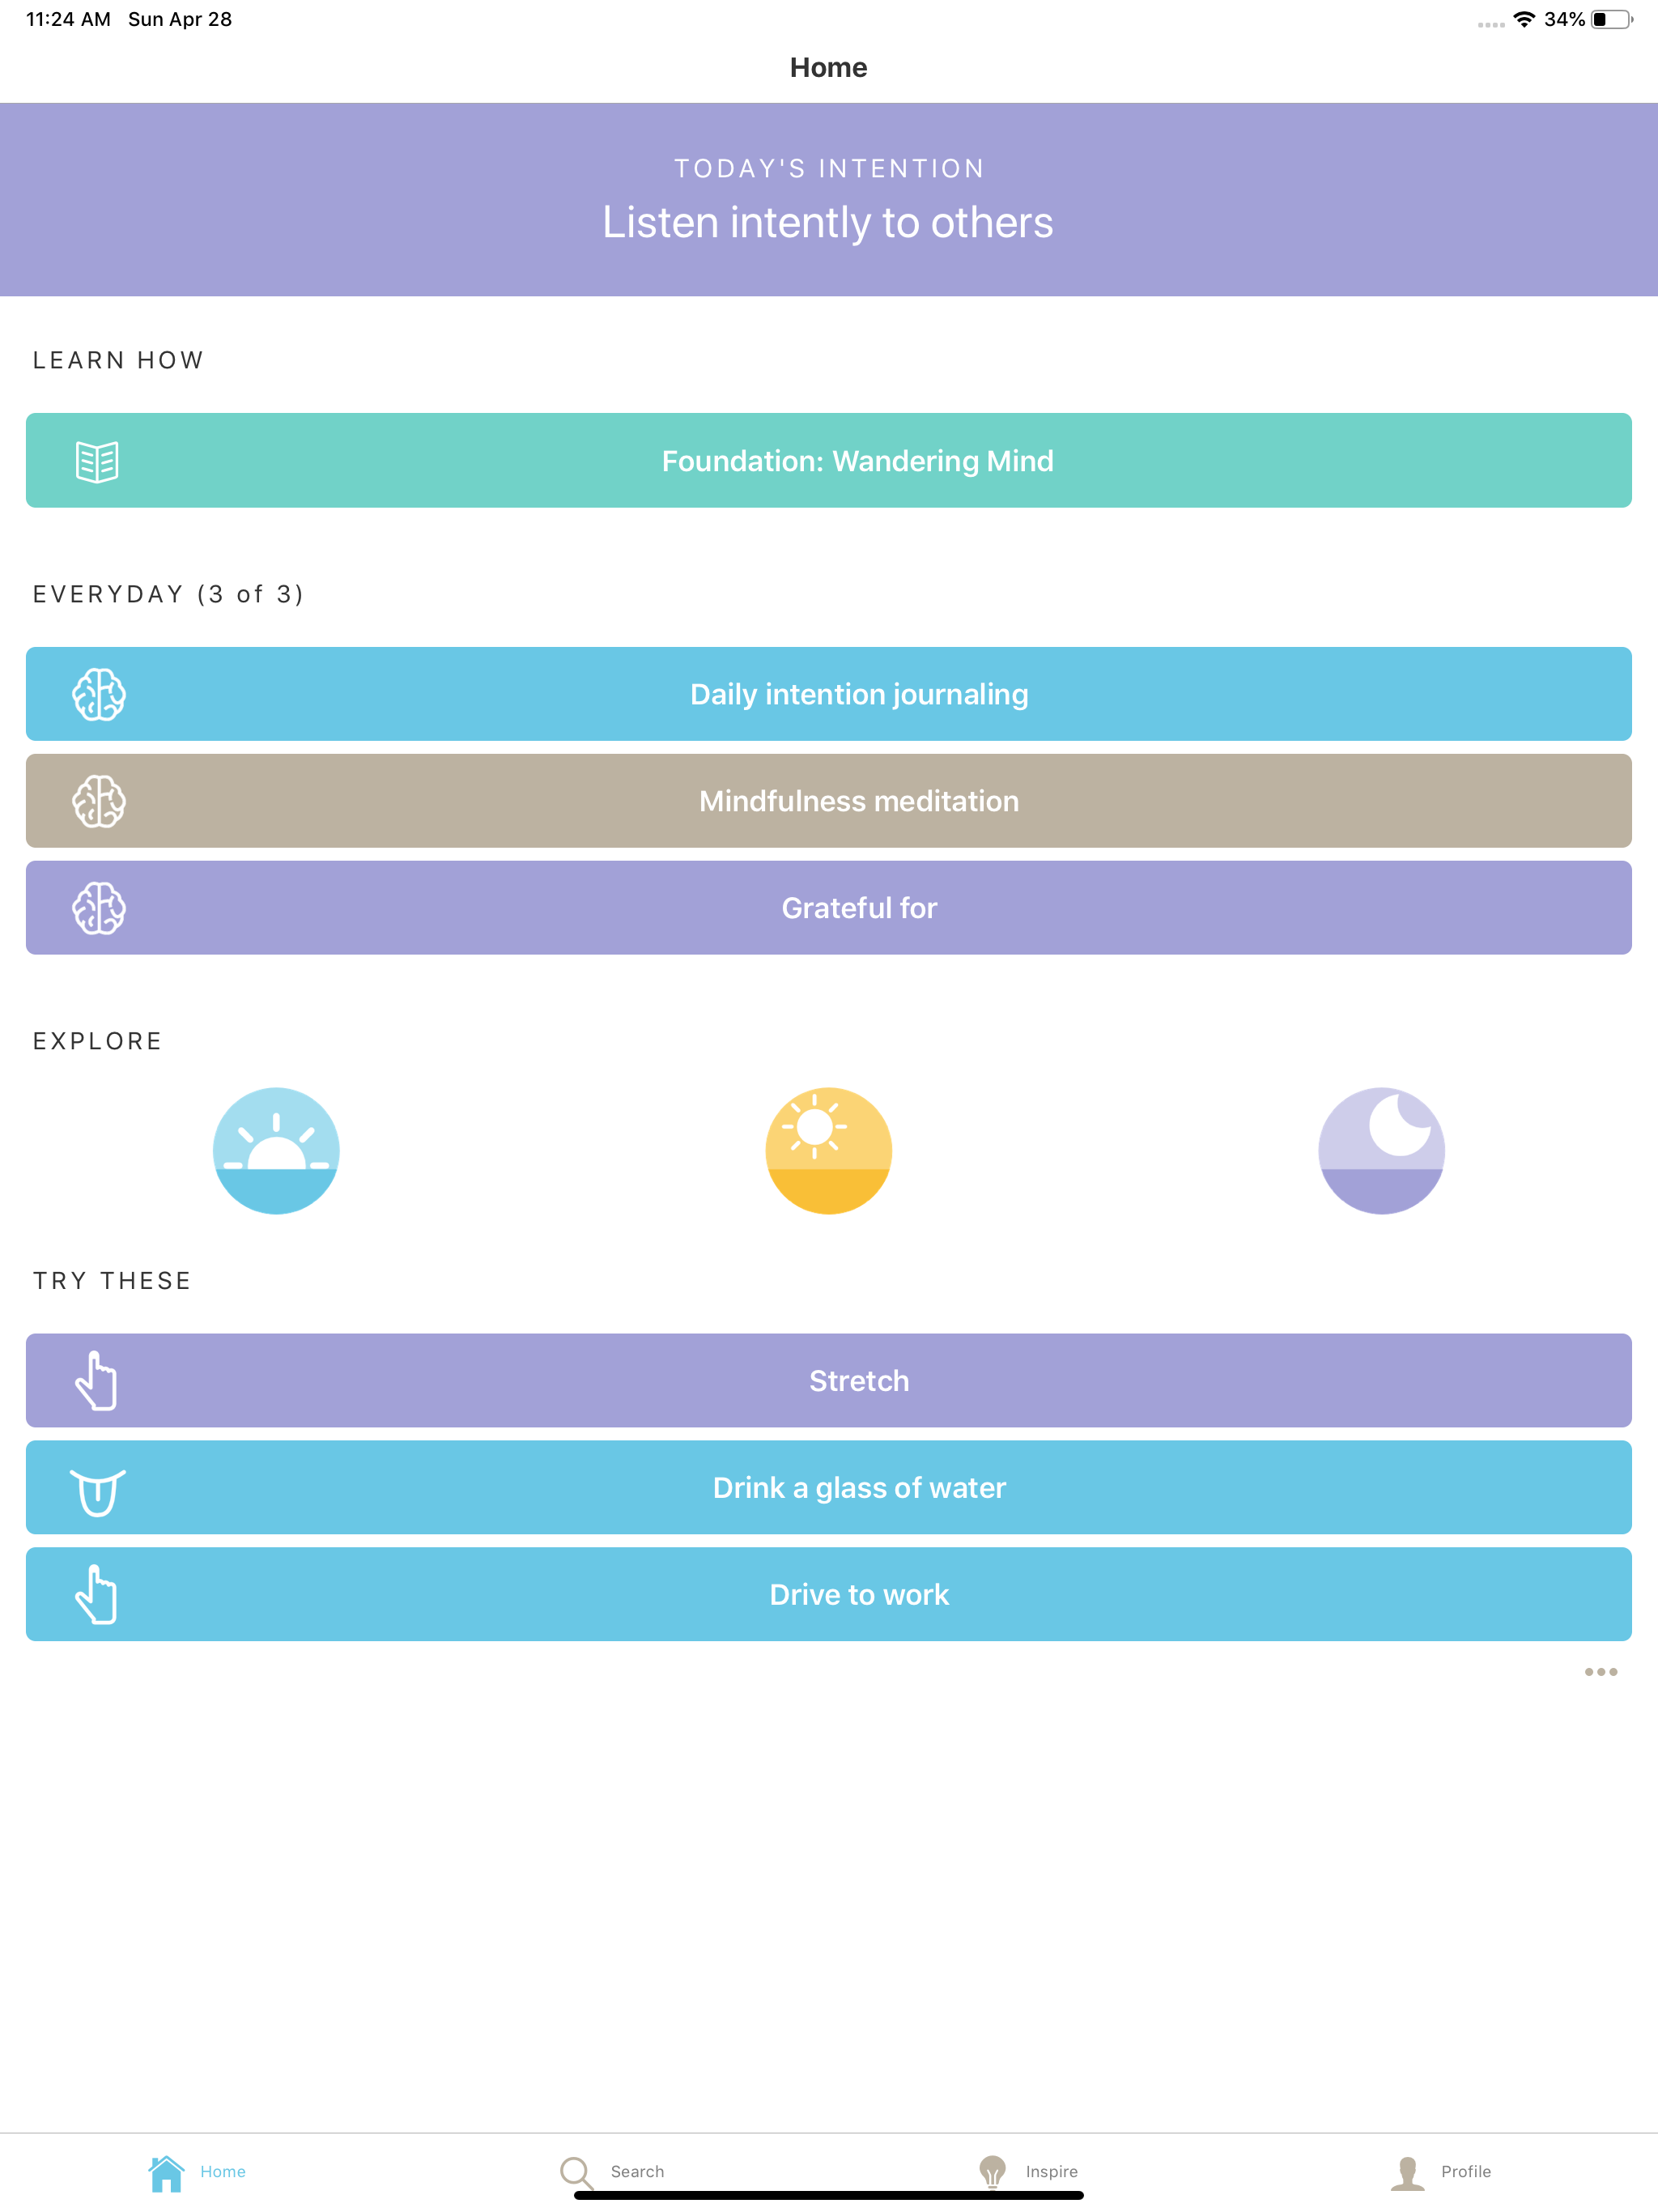 11:24 AM Sun Apr 28
34%
Home
TODAY'S INTENTION
Listen intently to others
LEARN HOW
Foundation: Wandering Mind
EVERYDAY (3 of 3)
Daily intention journaling
Mindfulness meditation
Grateful for
EXPLORE
TRY THESE
Stretch
Drink a glass of water
Drive to work
Home
Search
Inspire
Profile